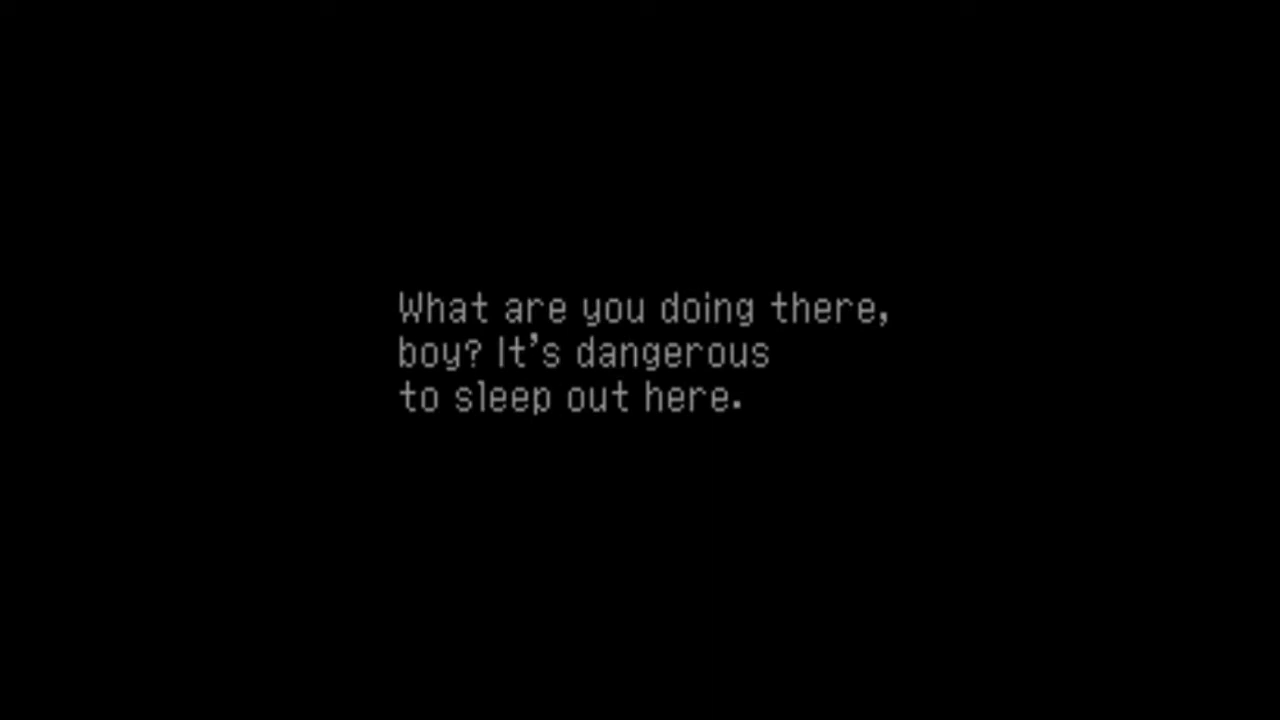 What are you doing there,
boy? It’s dangerous
to sleep out here.